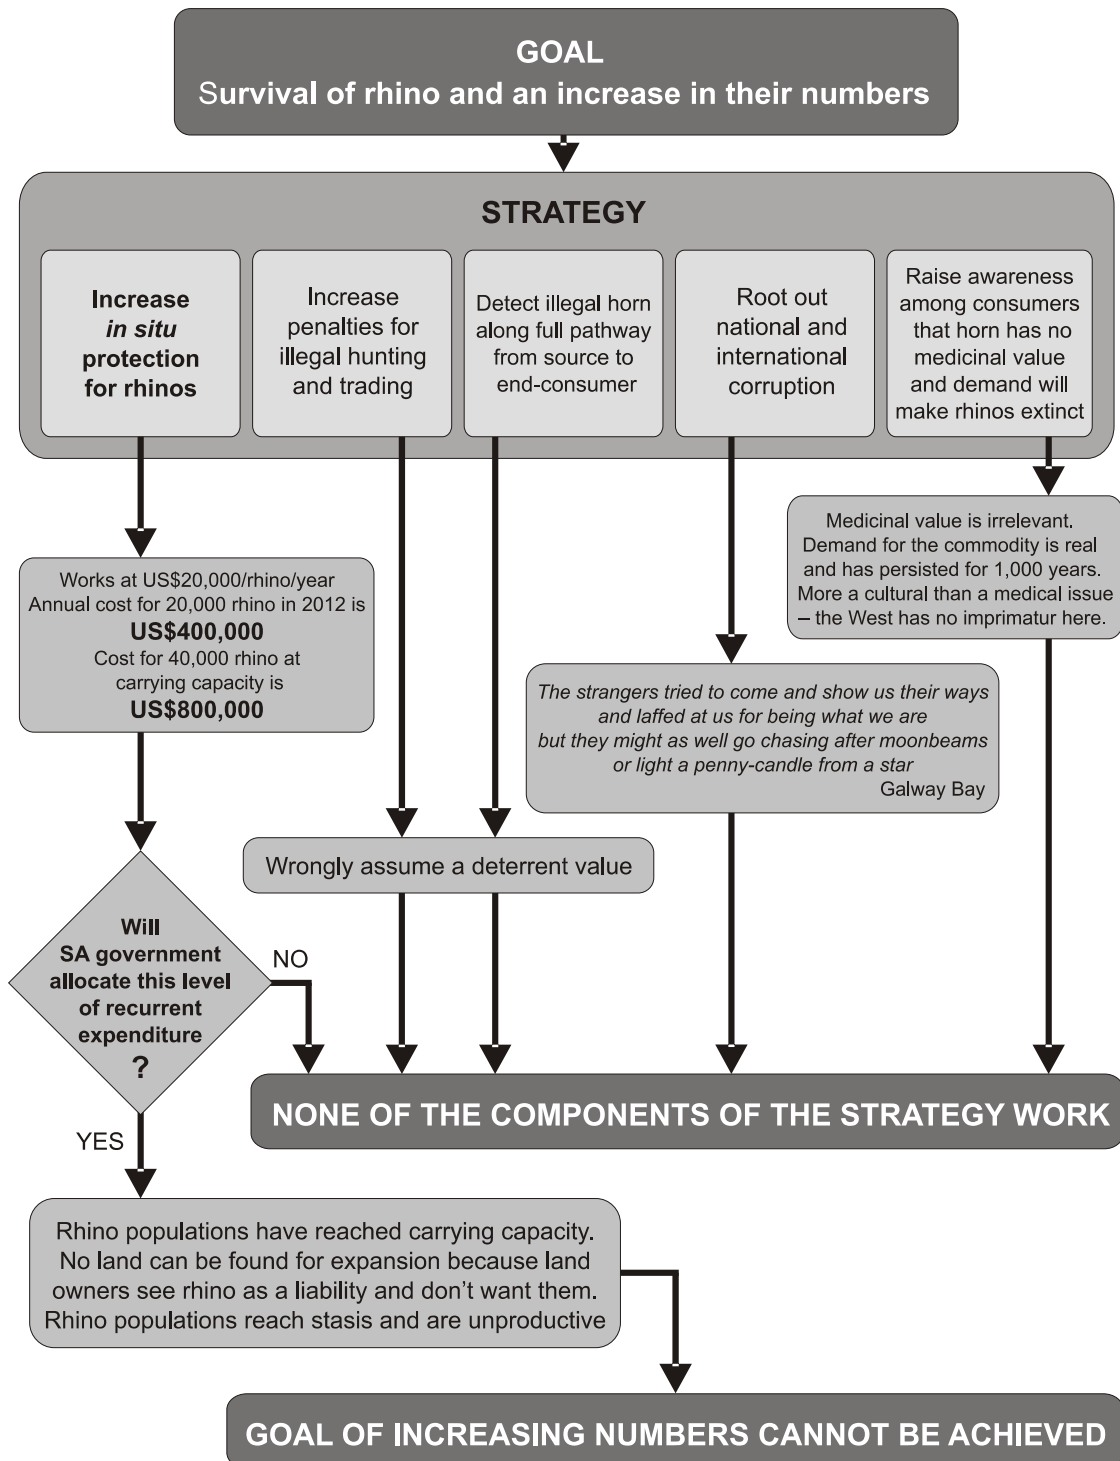 GOAL
Survival of rhino and an increase in their numbers
STRATEGY
Increase
in situ
protection
for rhinos
Increase
penalties for
illegal hunting
and trading
Detect illegal horn
along full pathway
from source to
end-consumer
Root out
national and
international
corruption
Raise awareness
among consumers
that horn has no
medicinal value
and demand will
make rhinos extinct
Medicinal value is irrelevant.
Demand for the commodity is real
and has persisted for 1,000 years.
More a cultural than a medical issue
– the West has no imprimatur here.
Works at US$20,000/rhino/year
Annual cost for 20,000 rhino in 2012 is
US$400,000
Cost for 40,000 rhino at
carrying capacity is
US$800,000
The strangers tried to come and show us their ways
and laffed at us for being what we are
but they might as well go chasing after moonbeams
or light a penny-candle from a star
Galway Bay
Wrongly assume a deterrent value
Will
SA government
allocate this level
of recurrent
expenditure
?
NO
YES
NONE OF THE COMPONENTS OF THE STRATEGY WORK
Rhino populations have reached carrying capacity.
No land can be found for expansion because land
owners see rhino as a liability and don’t want them.
Rhino populations reach stasis and are unproductive
GOAL OF INCREASING NUMBERS CANNOT BE ACHIEVED